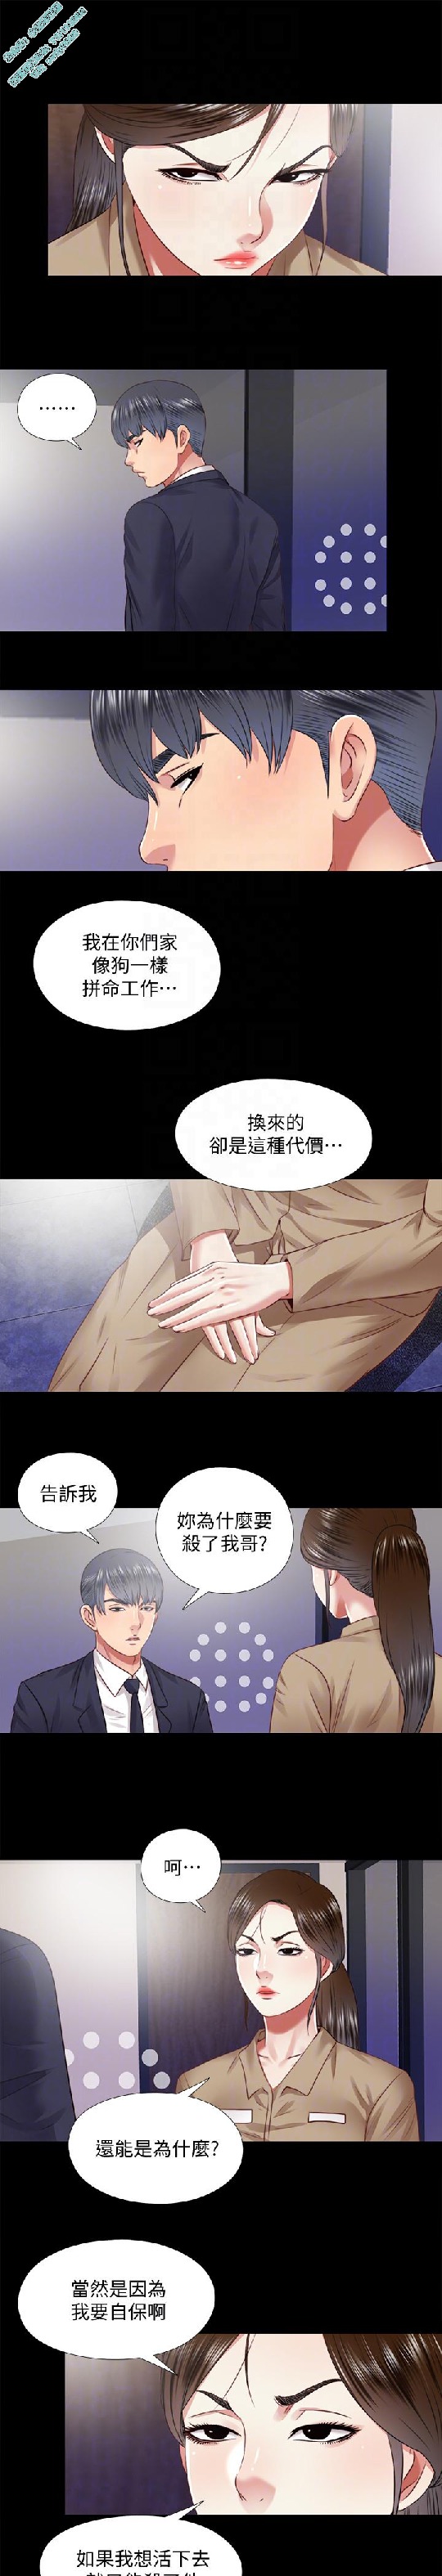 ……
我在你們家
像狗一樣
拼命工作…
換來的
卻是這種代價…
告訴我
妳為什麼要
殺了我哥?
呵…
還能是為什麼?
當然是因為
我要自保啊
如果我想活下去